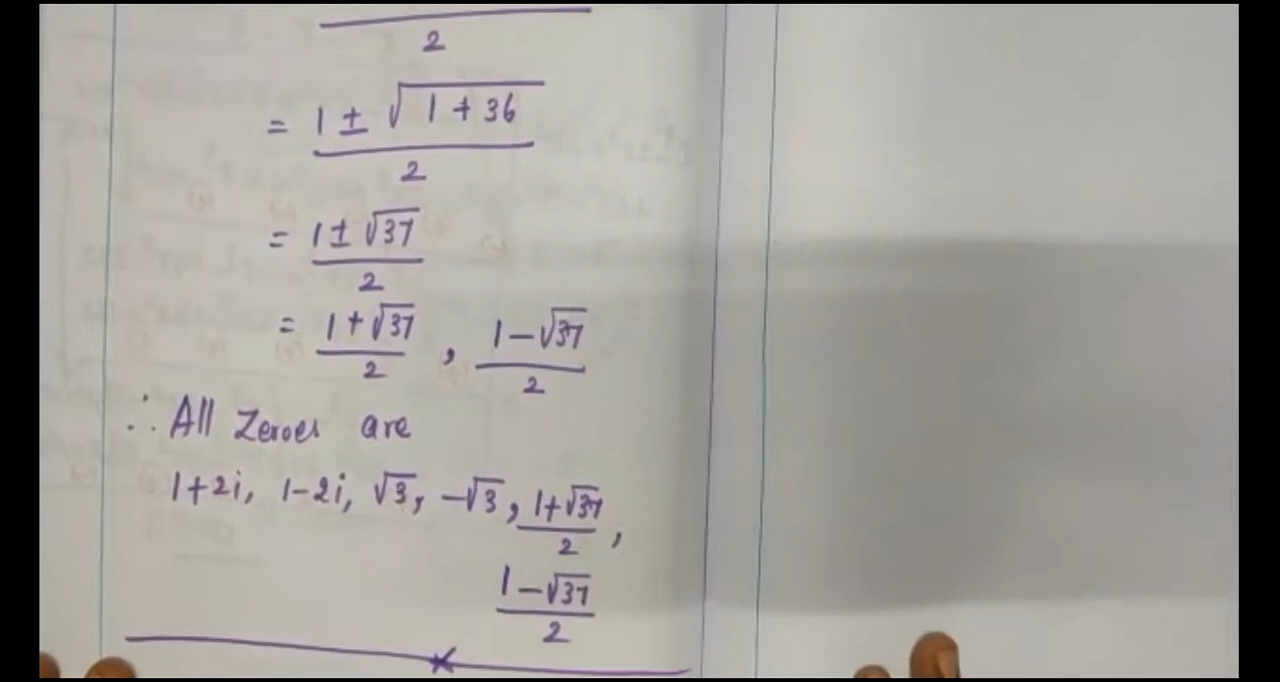 2
= 1 ± √1 + 36
2
= 1 ± √37
2
= 1 + √37 , 1 - √37
2 2
∴ All Zeroes are
1+2i, 1-2i, √3, -√3, 1+√37 ,
2
1 - √37
2